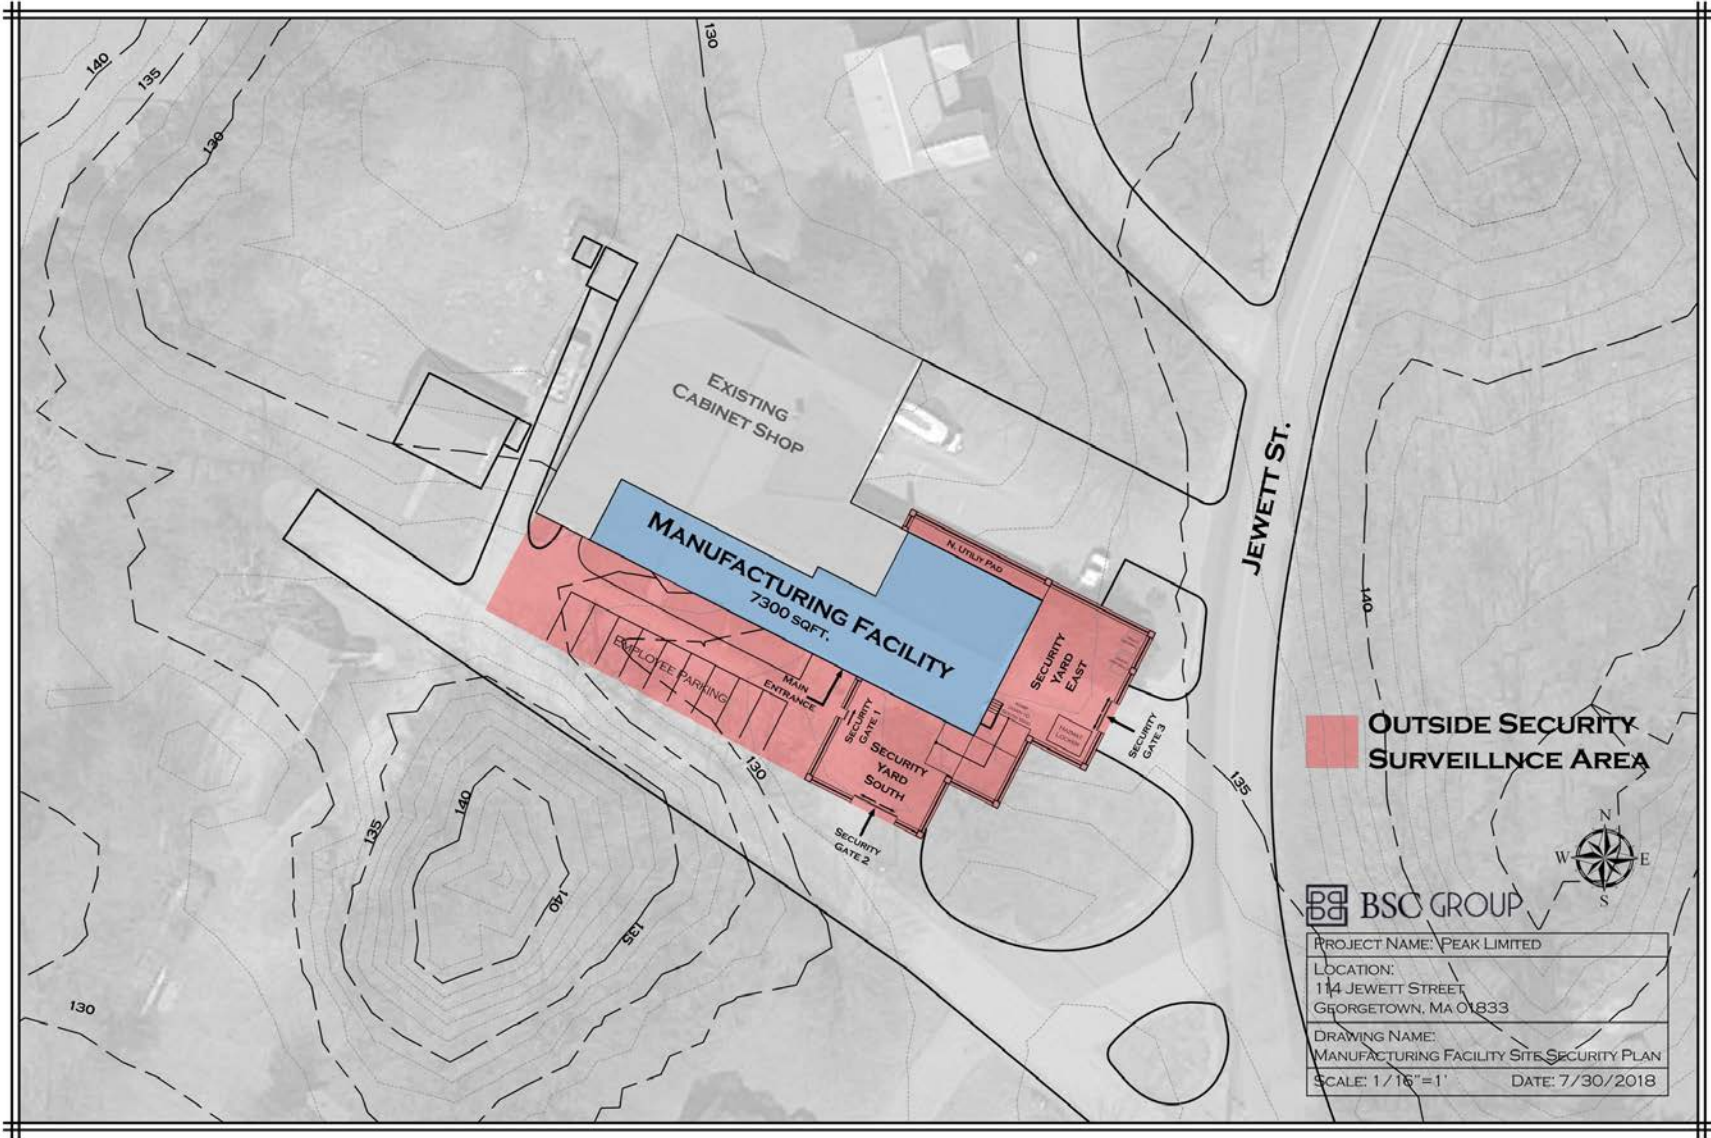 140
135
130
130
EXISTING
CABINET SHOP
MANUFACTURING FACILITY
7300 SQFT.
N. UTILIY PAD
SECURITY
YARD
EAST
EMPLOYEE PARKING
MAIN
ENTRANCE
SECURITY
GATE 1
SECURITY
YARD
SOUTH
SECURITY
GATE 2
SECURITY
GATE 3
JEWETT ST.
140
130
135
140
135
140
135
130
OUTSIDE SECURITY
SURVEILLNCE AREA
N
W E
S
BSC GROUP
PROJECT NAME: PEAK LIMITED
LOCATION:
114 JEWETT STREET
GEORGETOWN, MA 01833
DRAWING NAME:
MANUFACTURING FACILITY SITE SECURITY PLAN
SCALE: 1/16"=1' DATE: 7/30/2018